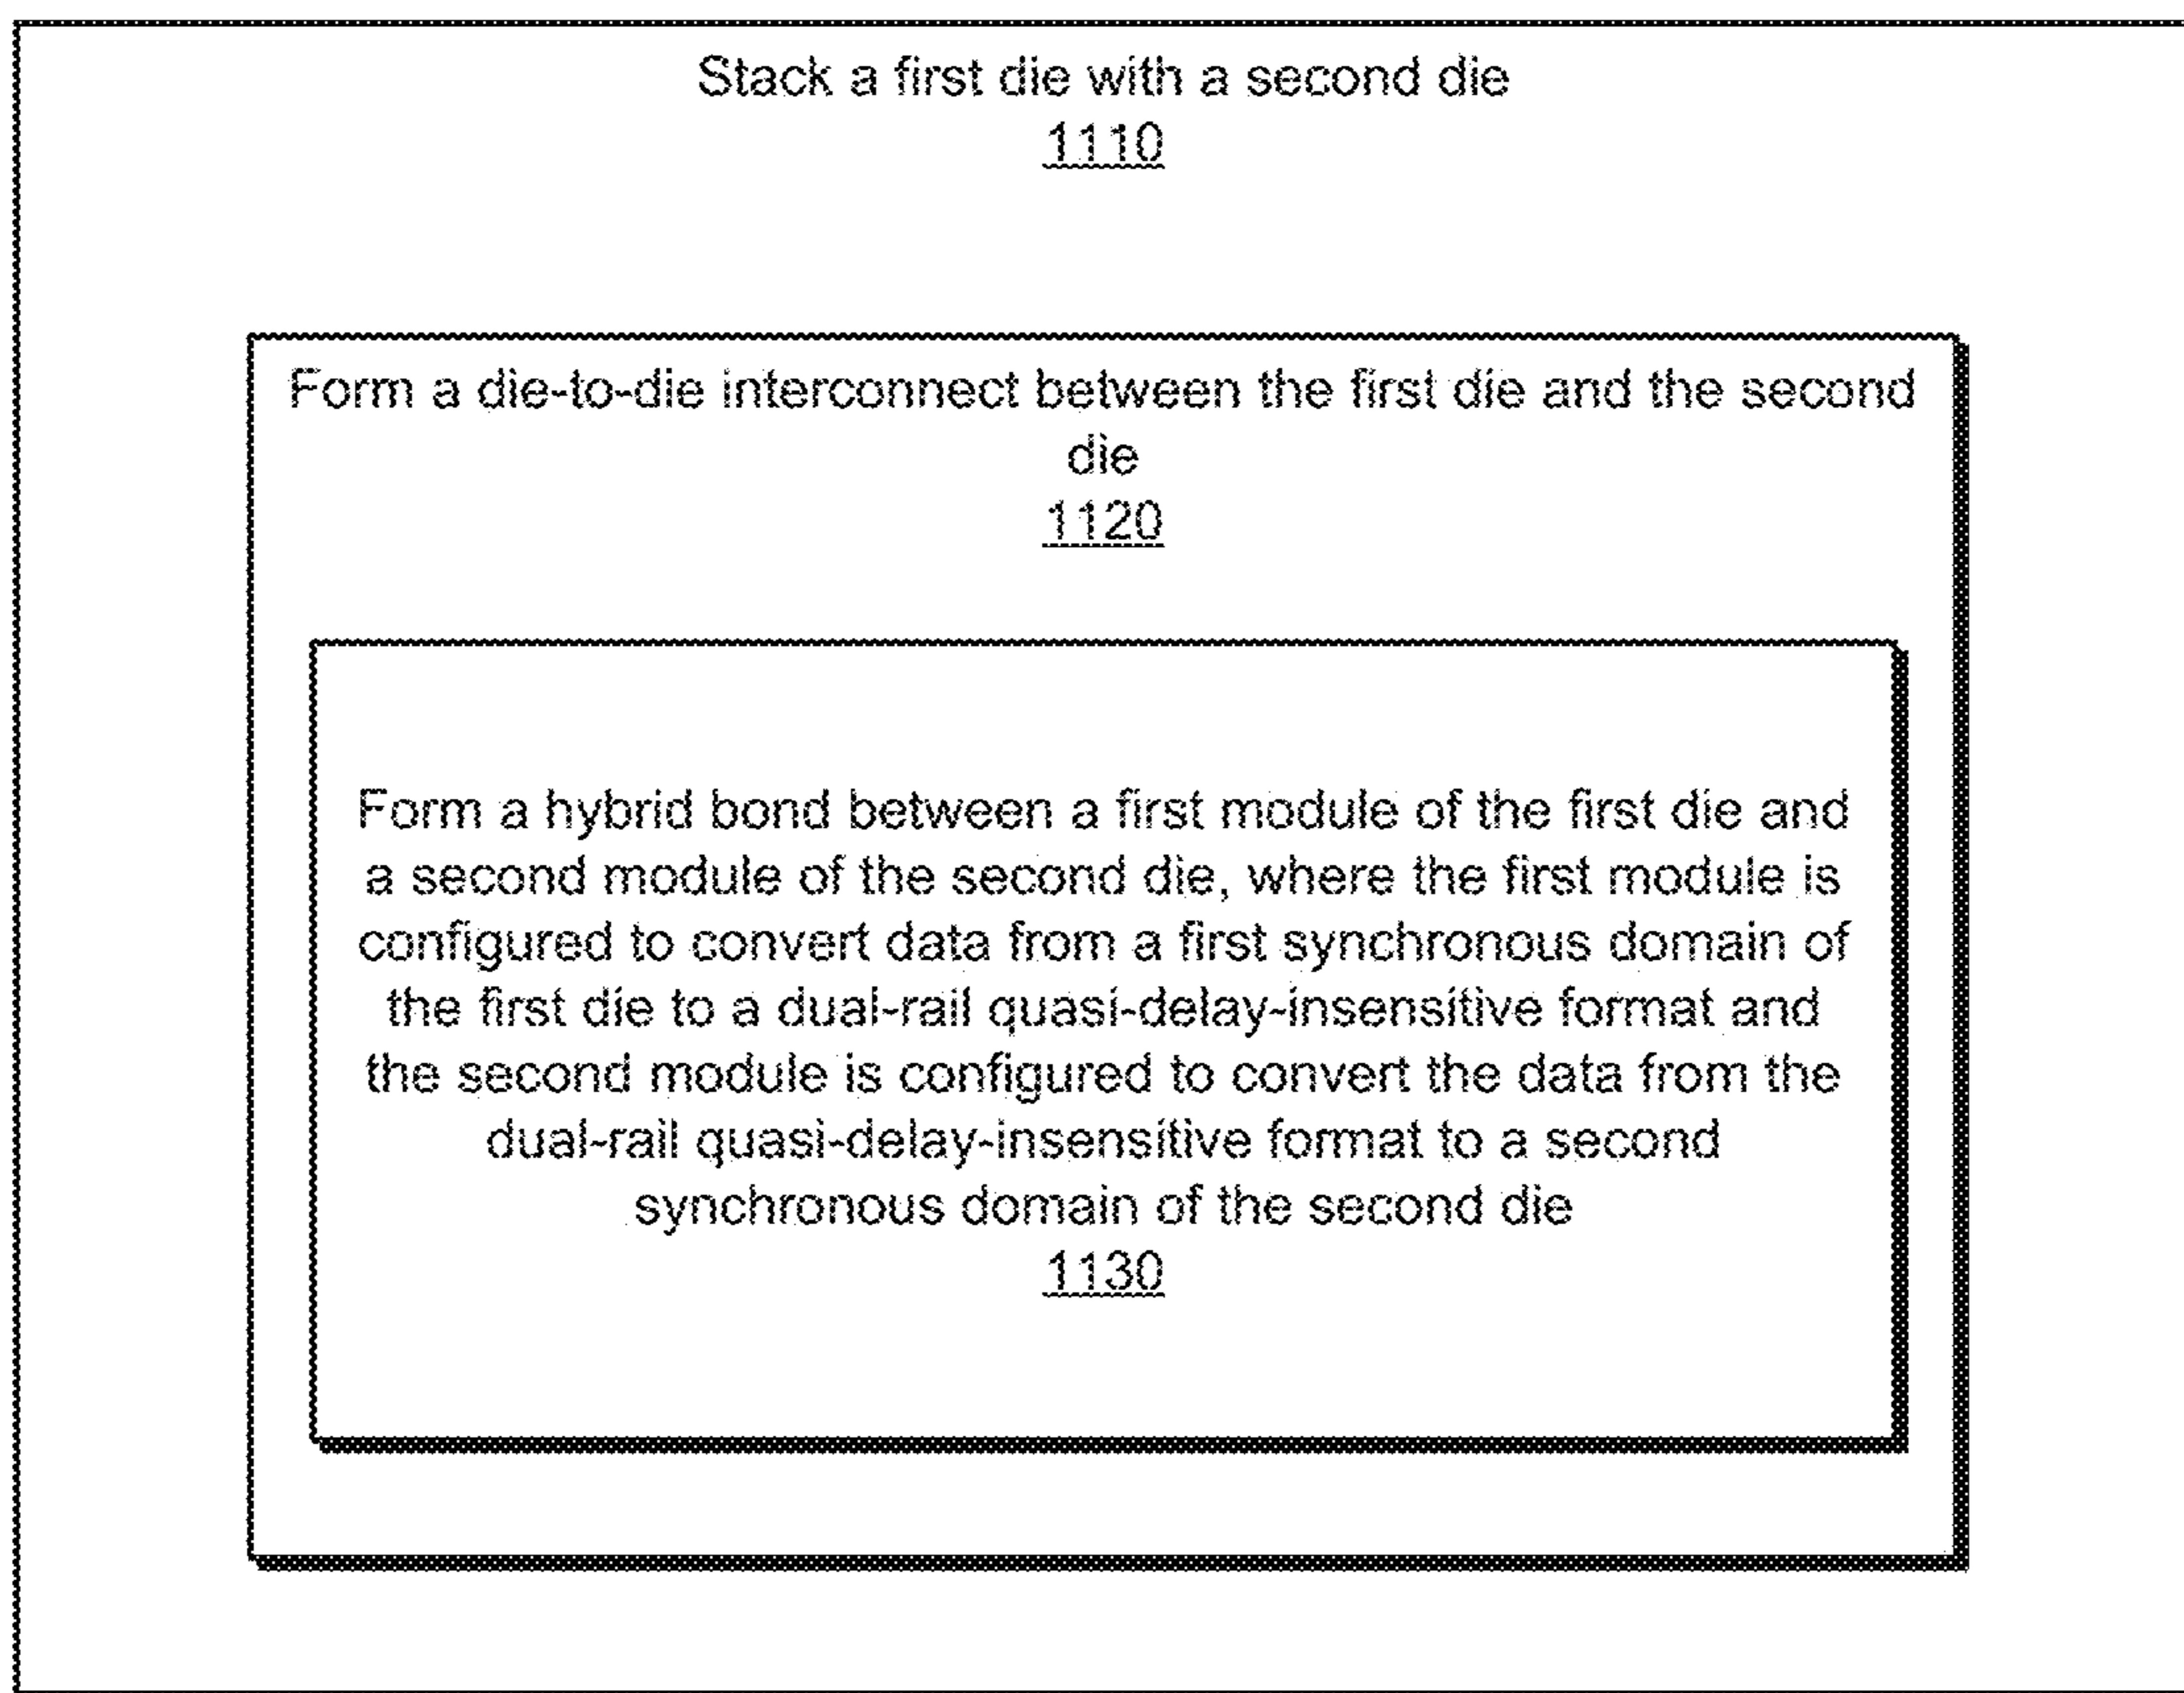 Stack a first die with a second die
1110
Form a die-to-die interconnect between the first die and the second
die
1120
Form a hybrid bond between a first module of the first die and
a second module of the second die, where the first module is
configured to convert data from a first synchronous domain of
the first die to a dual-rail quasi-delay-insensitive format and
the second module is configured to convert the data from the
dual-rail quasi-delay-insensitive format to a second
synchronous domain of the second die
1130